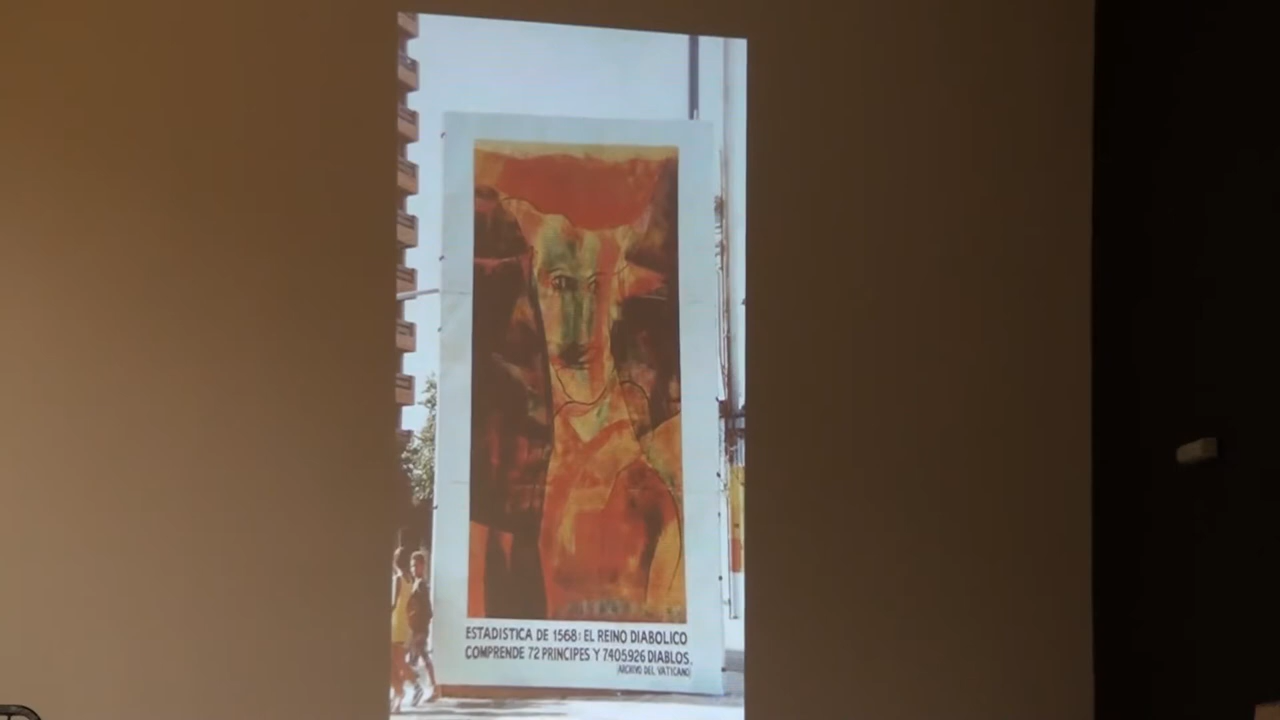 ESTADISTICA DE 1568: EL REINO DIABOLICO
COMPRENDE 72 PRINCIPES Y 7405926 DIABLOS.
(ARCHIVO DEL VATICANO)